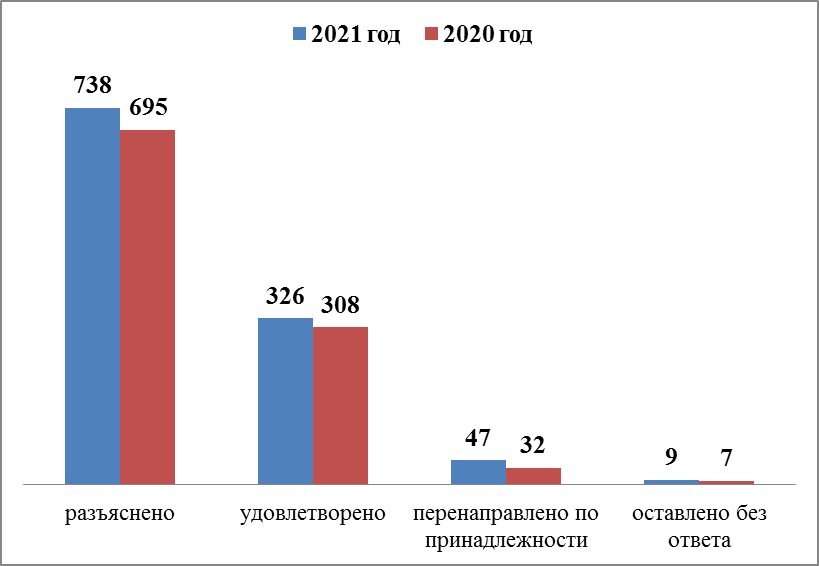 2021 год 2020 год
738
695
326
308
47
32
9
7
разъяснено
удовлетворено
перенаправлено по
принадлежности
оставлено без
ответа